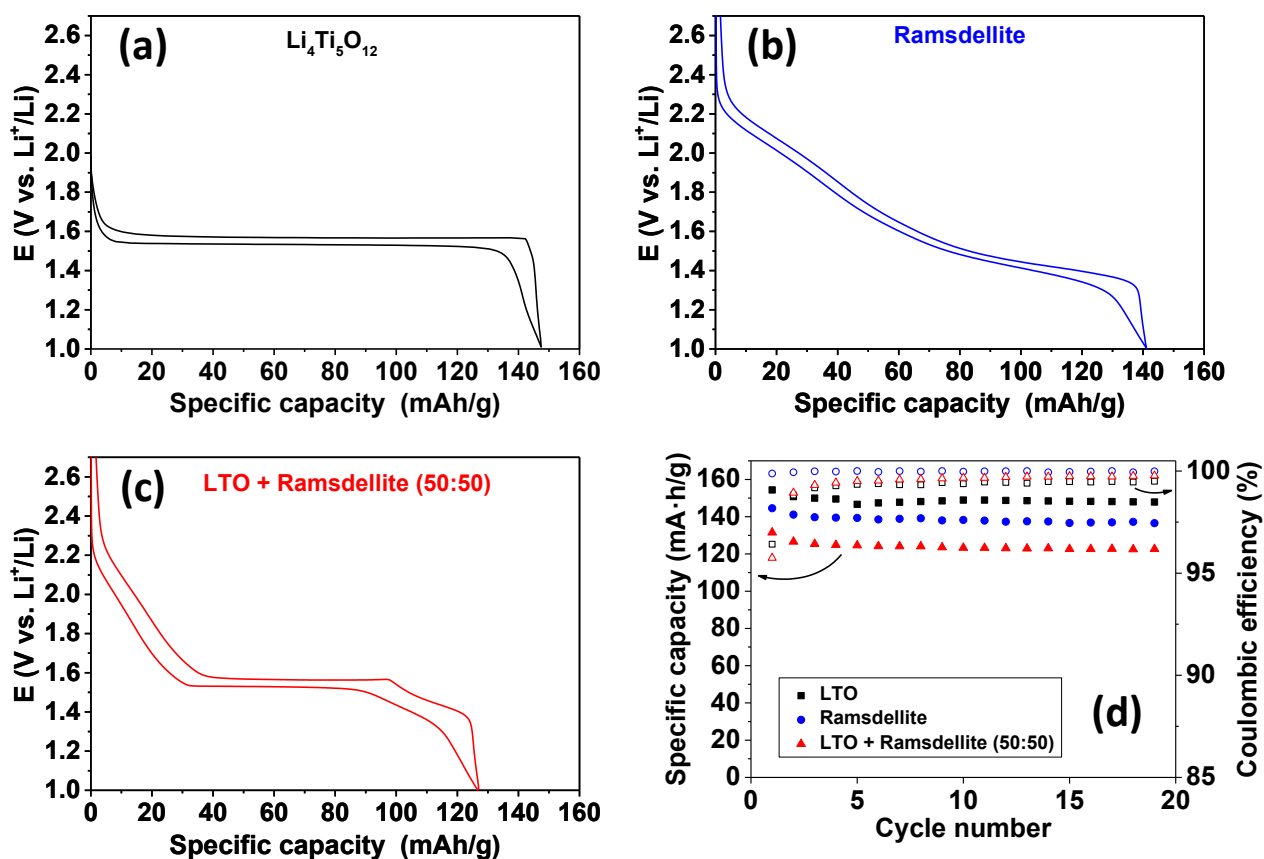 (a)
Li₄Ti₅O₁₂
E (V vs. Li⁺/Li)
2.6
2.4
2.2
2.0
1.8
1.6
1.4
1.2
1.0
0 20 40 60 80 100 120 140 160
Specific capacity (mAh/g)
(b)
Ramsdellite
E (V vs. Li⁺/Li)
2.6
2.4
2.2
2.0
1.8
1.6
1.4
1.2
1.0
0 20 40 60 80 100 120 140 160
Specific capacity (mAh/g)
(c)
LTO + Ramsdellite (50:50)
E (V vs. Li⁺/Li)
2.6
2.4
2.2
2.0
1.8
1.6
1.4
1.2
1.0
0 20 40 60 80 100 120 140 160
Specific capacity (mAh/g)
Specific capacity (mA·h/g)
160
140
120
100
80
60
40
20
0
LTO
Ramsdellite
LTO + Ramsdellite (50:50)
(d)
100
95
90
85
Coulombic efficiency (%)
0 5 10 15 20
Cycle number